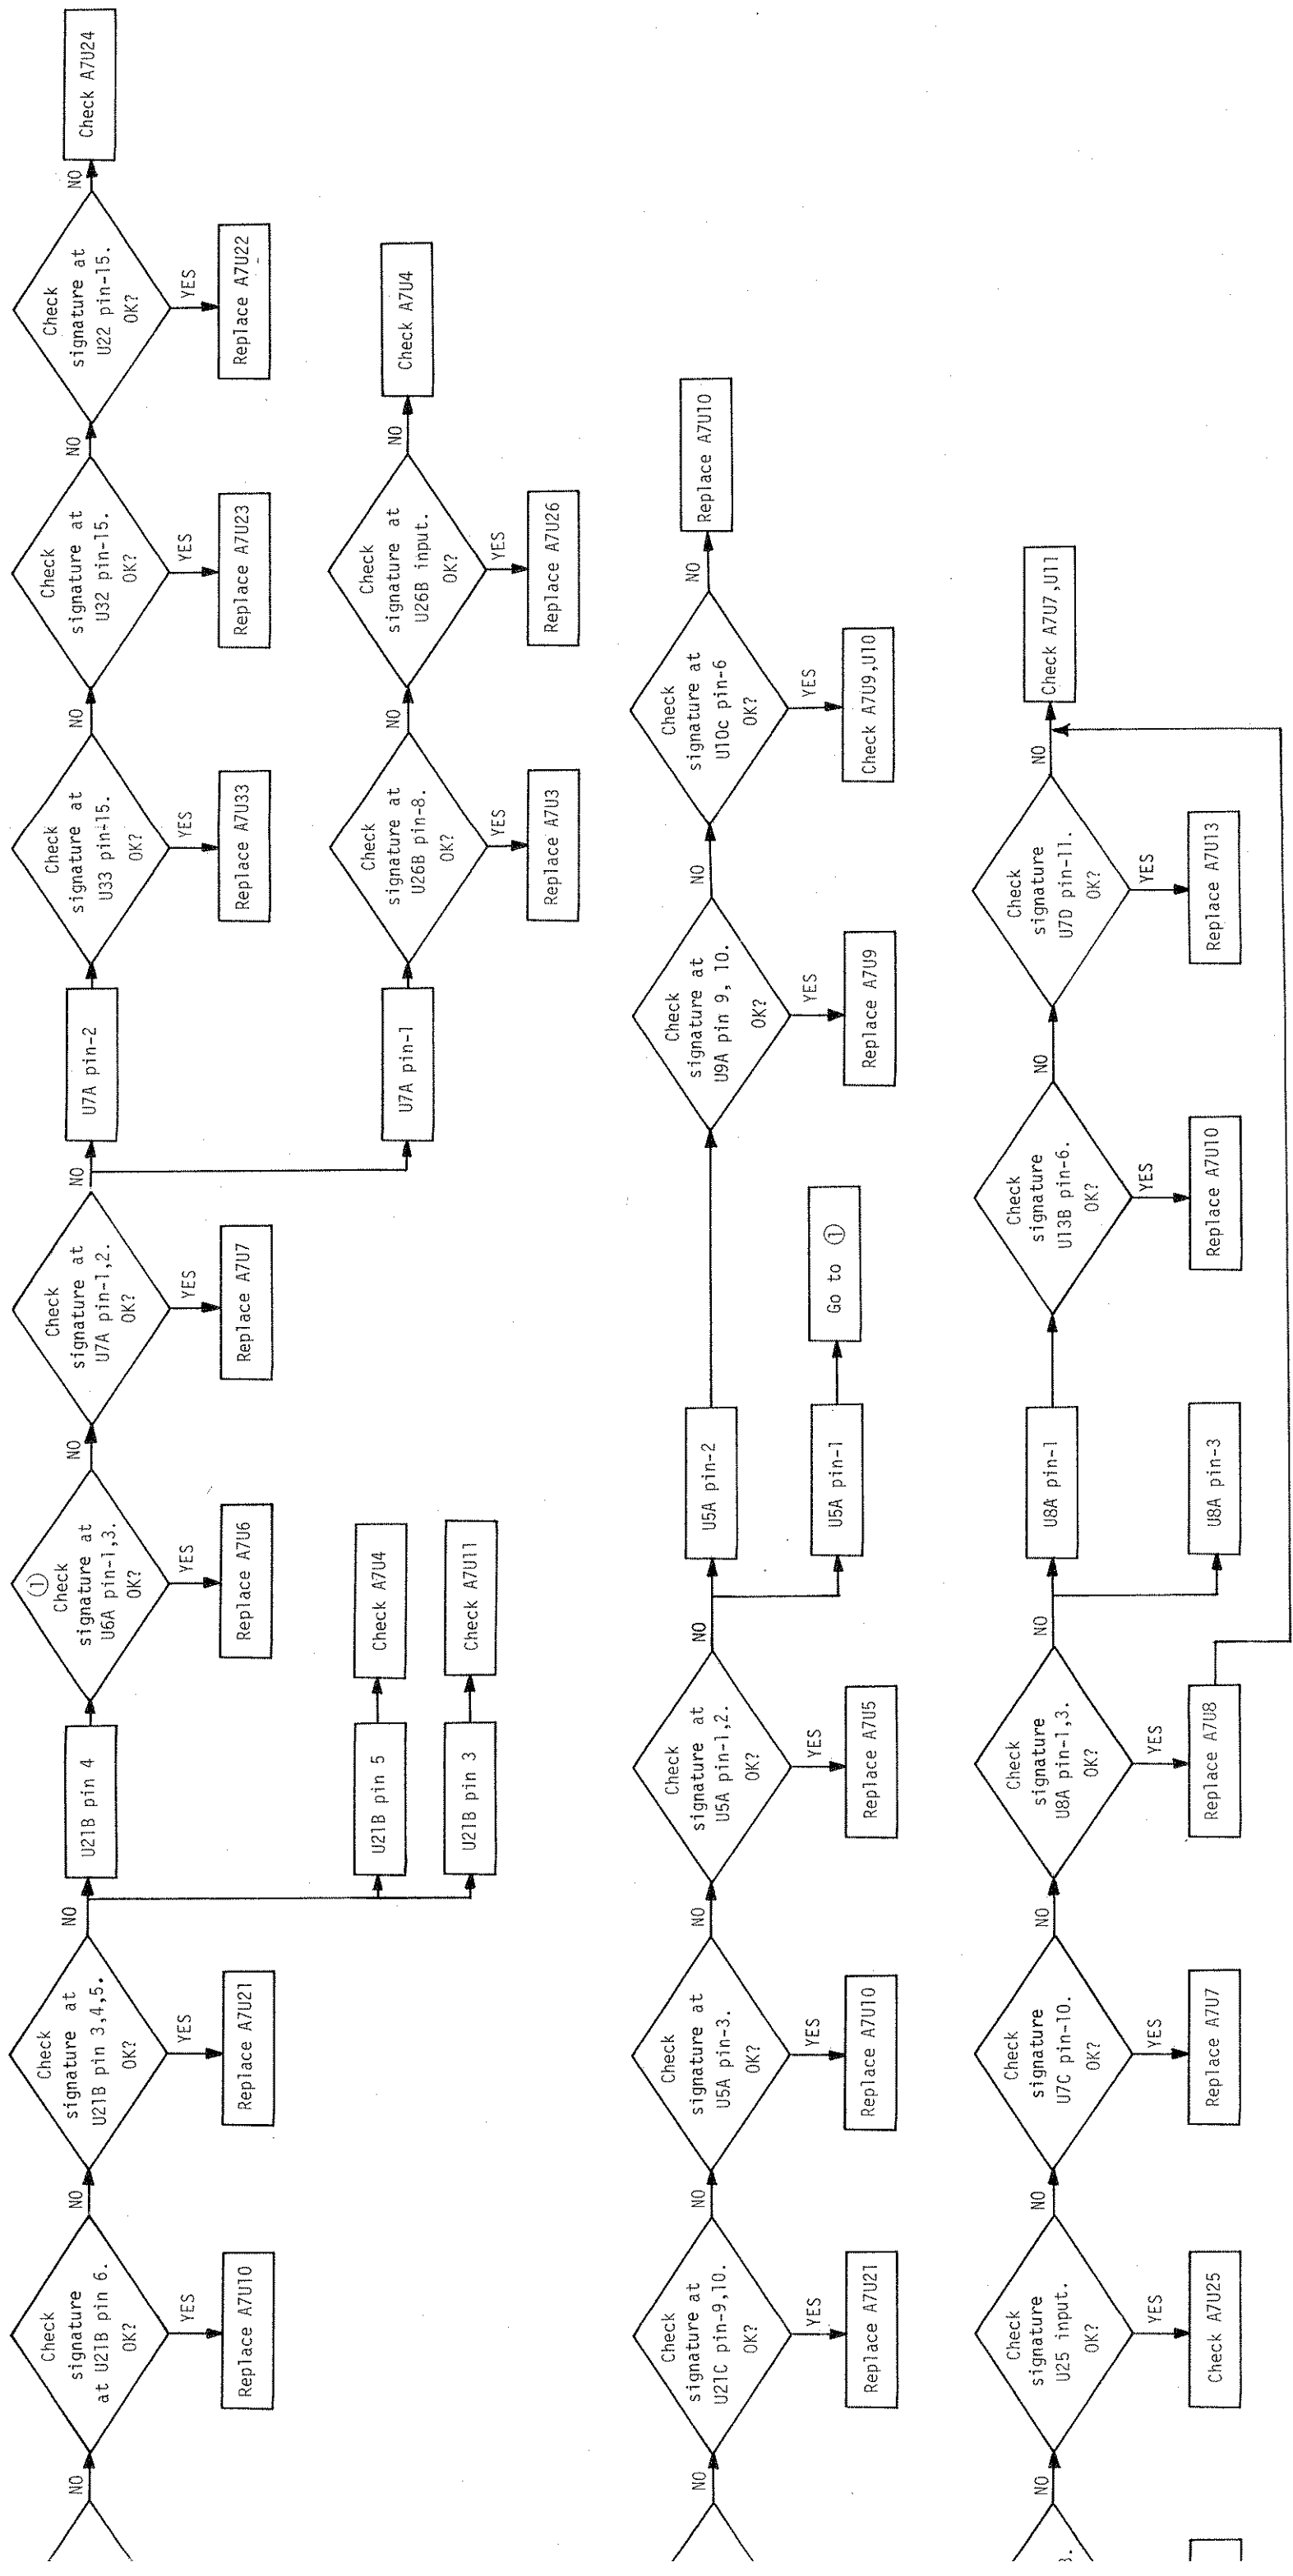 NO
Check
signature
at U21B pin 6.
OK?
YES
Replace A7U10
NO
Check
signature at
U21B pin 3,4,5.
OK?
YES
Replace A7U21
NO
U21B pin 4
U21B pin 5
Check A7U4
U21B pin 3
Check A7U11
①
Check
signature at
U6A pin-1,3.
OK?
YES
Replace A7U6
NO
Check
signature at
U7A pin-1,2.
OK?
YES
Replace A7U7
NO
U7A pin-2
Check
signature at
U33 pin-15.
OK?
YES
Replace A7U33
NO
Check
signature at
U32 pin-15.
OK?
YES
Replace A7U23
NO
Check
signature at
U22 pin-15.
OK?
YES
Replace A7U22
NO
Check A7U24
U7A pin-1
Check
signature at
U26B pin-8.
OK?
YES
Replace A7U3
NO
Check
signature at
U26B input.
OK?
YES
Replace A7U26
NO
Check A7U4
NO
Check
signature at
U21C pin-9,10.
OK?
YES
Replace A7U21
NO
Check
signature at
U5A pin-3.
OK?
YES
Replace A7U10
NO
Check
signature at
U5A pin-1,2.
OK?
YES
Replace A7U5
NO
U5A pin-2
U5A pin-1
Go to ①
Check
signature at
U9A pin 9, 10.
OK?
YES
Replace A7U9
NO
Check
signature at
U10c pin-6
OK?
YES
Check A7U9,U10
NO
Replace A7U10
NO
Check
signature
U25 input.
OK?
YES
Check A7U25
NO
Check
signature
U7C pin-10.
OK?
YES
Replace A7U7
NO
Check
signature
U8A pin-1,3.
OK?
YES
Replace A7U8
NO
U8A pin-1
U8A pin-3
Check
signature
U13B pin-6.
OK?
YES
Replace A7U10
NO
Check
signature
U7D pin-11.
OK?
YES
Replace A7U13
NO
Check A7U7,U11